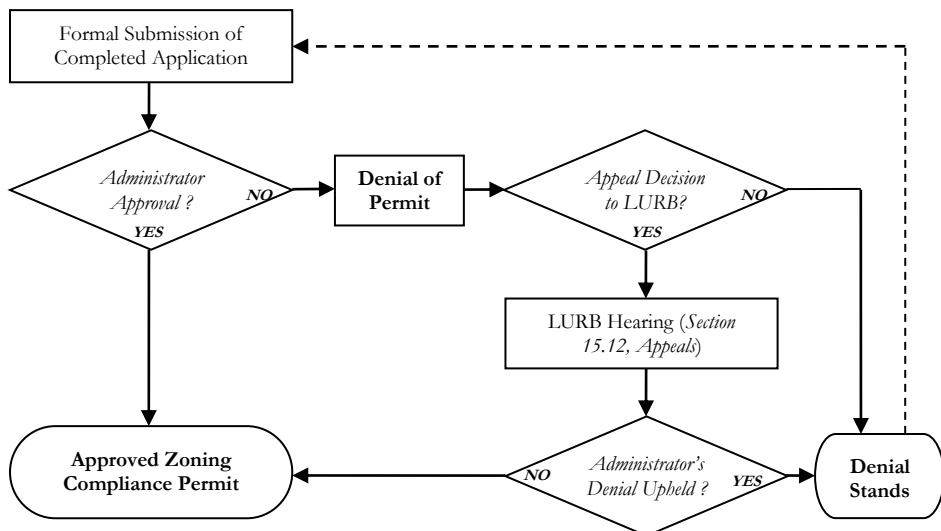 Formal Submission of
Completed Application
Administrator
Approval ?
NO
YES
Denial of
Permit
Appeal Decision
to LURB?
NO
YES
LURB Hearing (Section
15.12, Appeals)
Approved Zoning
Compliance Permit
NO
Administrator's
Denial Upheld ?
YES
Denial
Stands